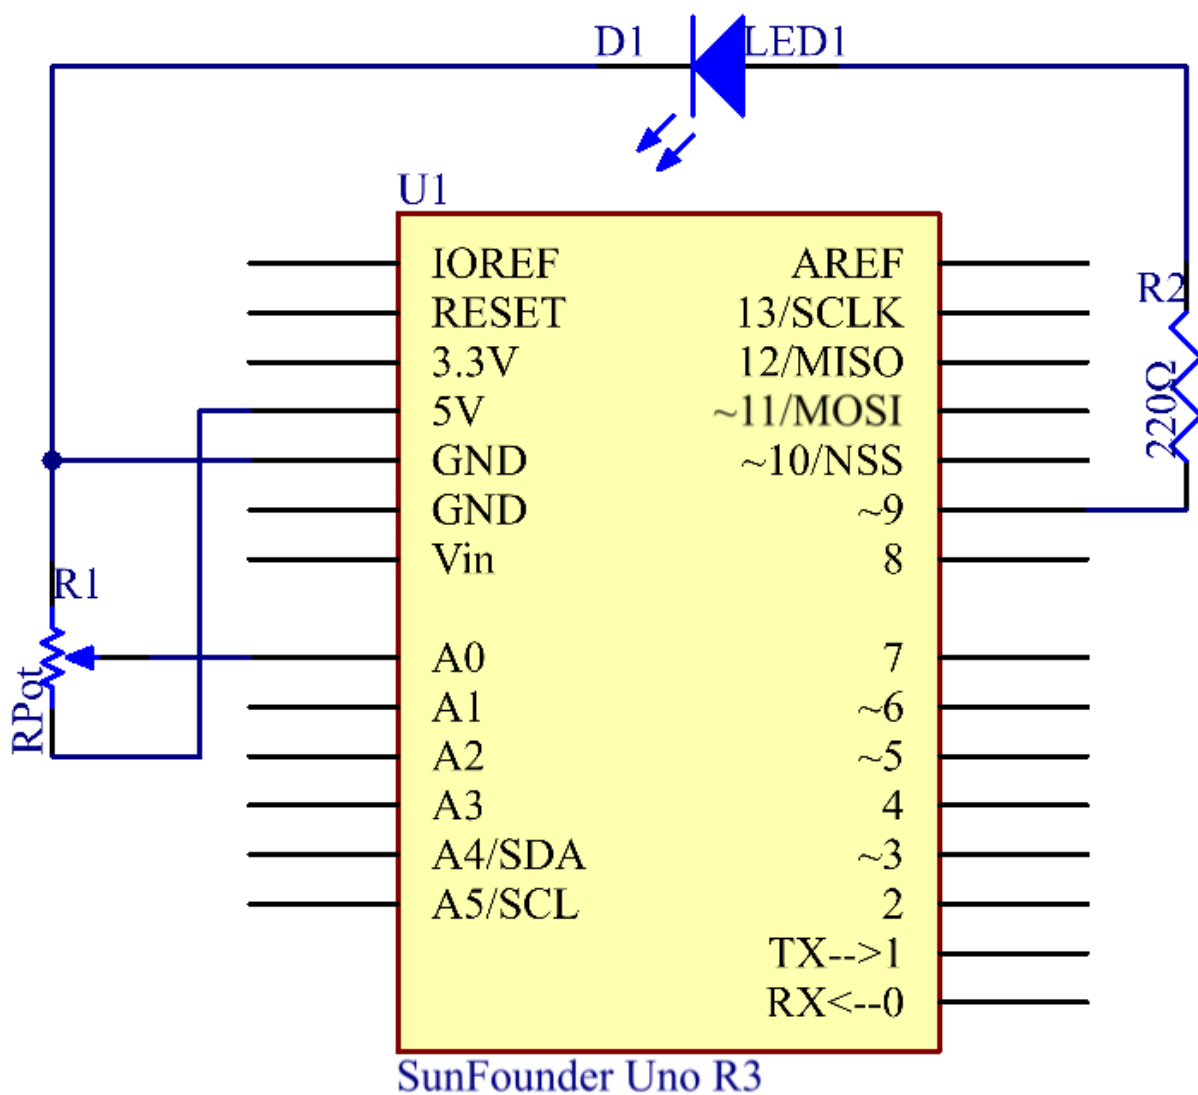 D1
LED1
U1
IOREF
RESET
3.3V
5V
GND
GND
Vin
A0
A1
A2
A3
A4/SDA
A5/SCL
AREF
13/SCLK
12/MISO
~11/MOSI
~10/NSS
~9
8
7
~6
~5
4
~3
2
TX-->1
RX<--0
R2
220Ω
R1
RPot
SunFounder Uno R3